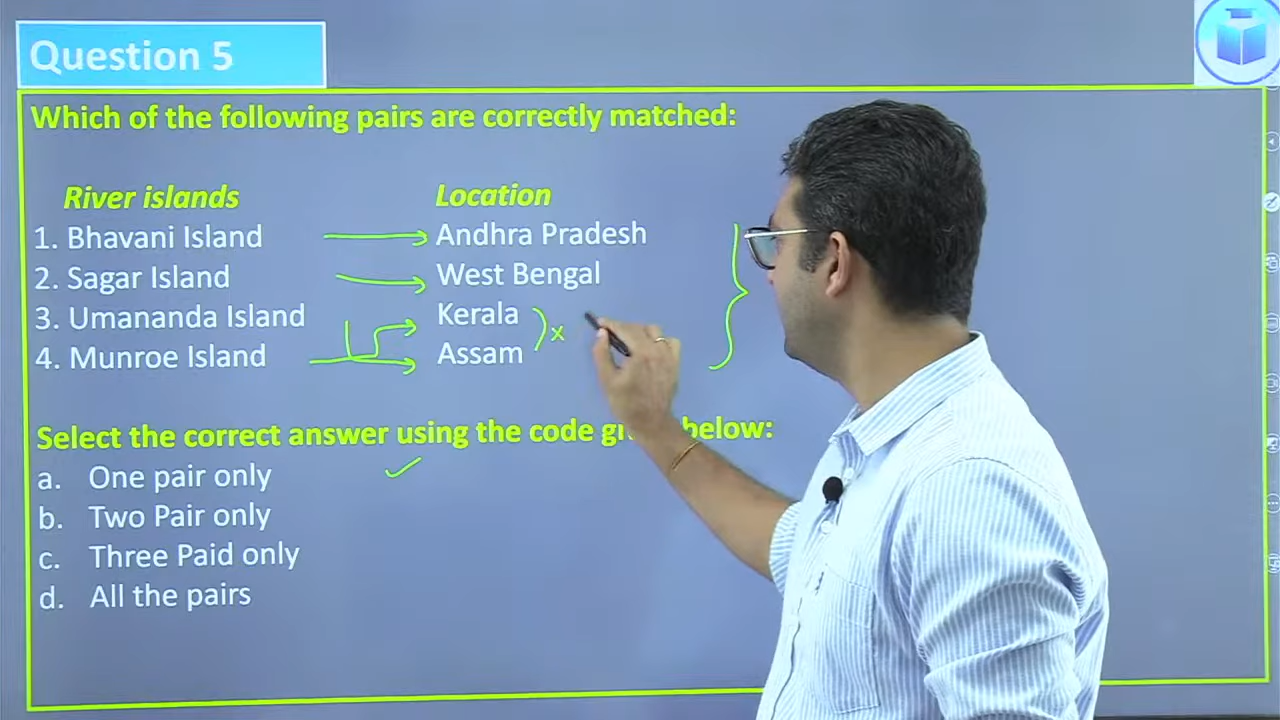 Question 5
Which of the following pairs are correctly matched:
River islands Location
1. Bhavani Island Andhra Pradesh
2. Sagar Island West Bengal
3. Umananda Island Kerala
4. Munroe Island Assam
x
Select the correct answer using the code below:
a. One pair only
b. Two Pair only
c. Three Paid only
d. All the pairs